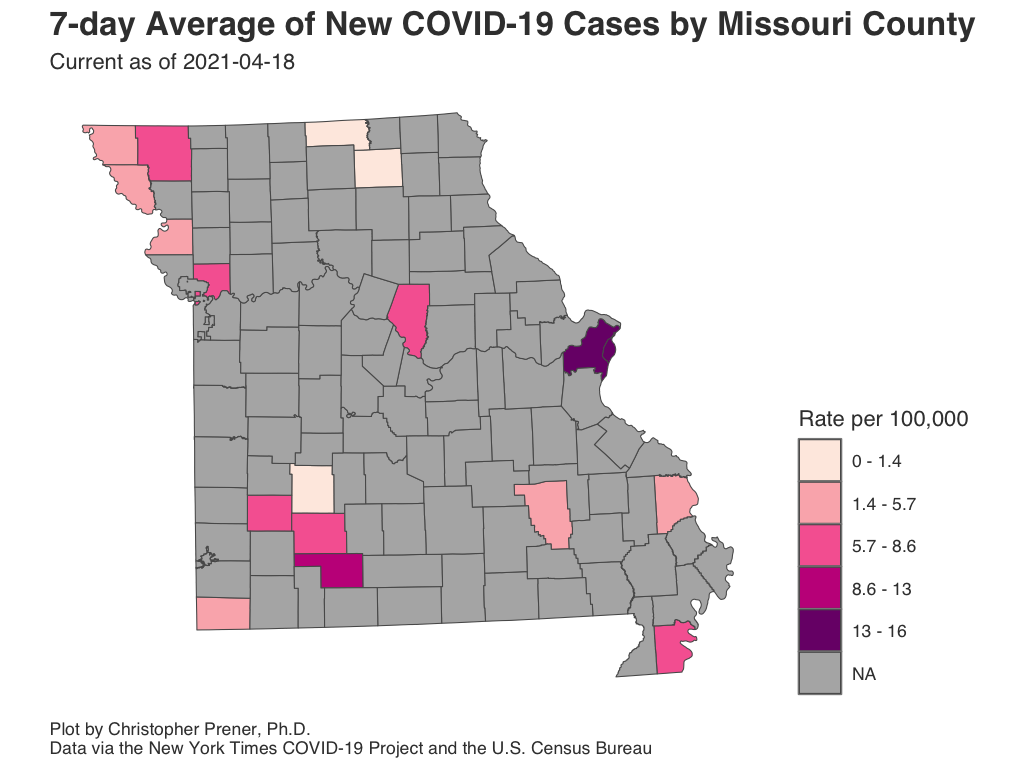 7-day Average of New COVID-19 Cases by Missouri County
Current as of 2021-04-18
Rate per 100,000
0 - 1.4
1.4 - 5.7
5.7 - 8.6
8.6 - 13
13 - 16
NA
Plot by Christopher Prener, Ph.D.
Data via the New York Times COVID-19 Project and the U.S. Census Bureau